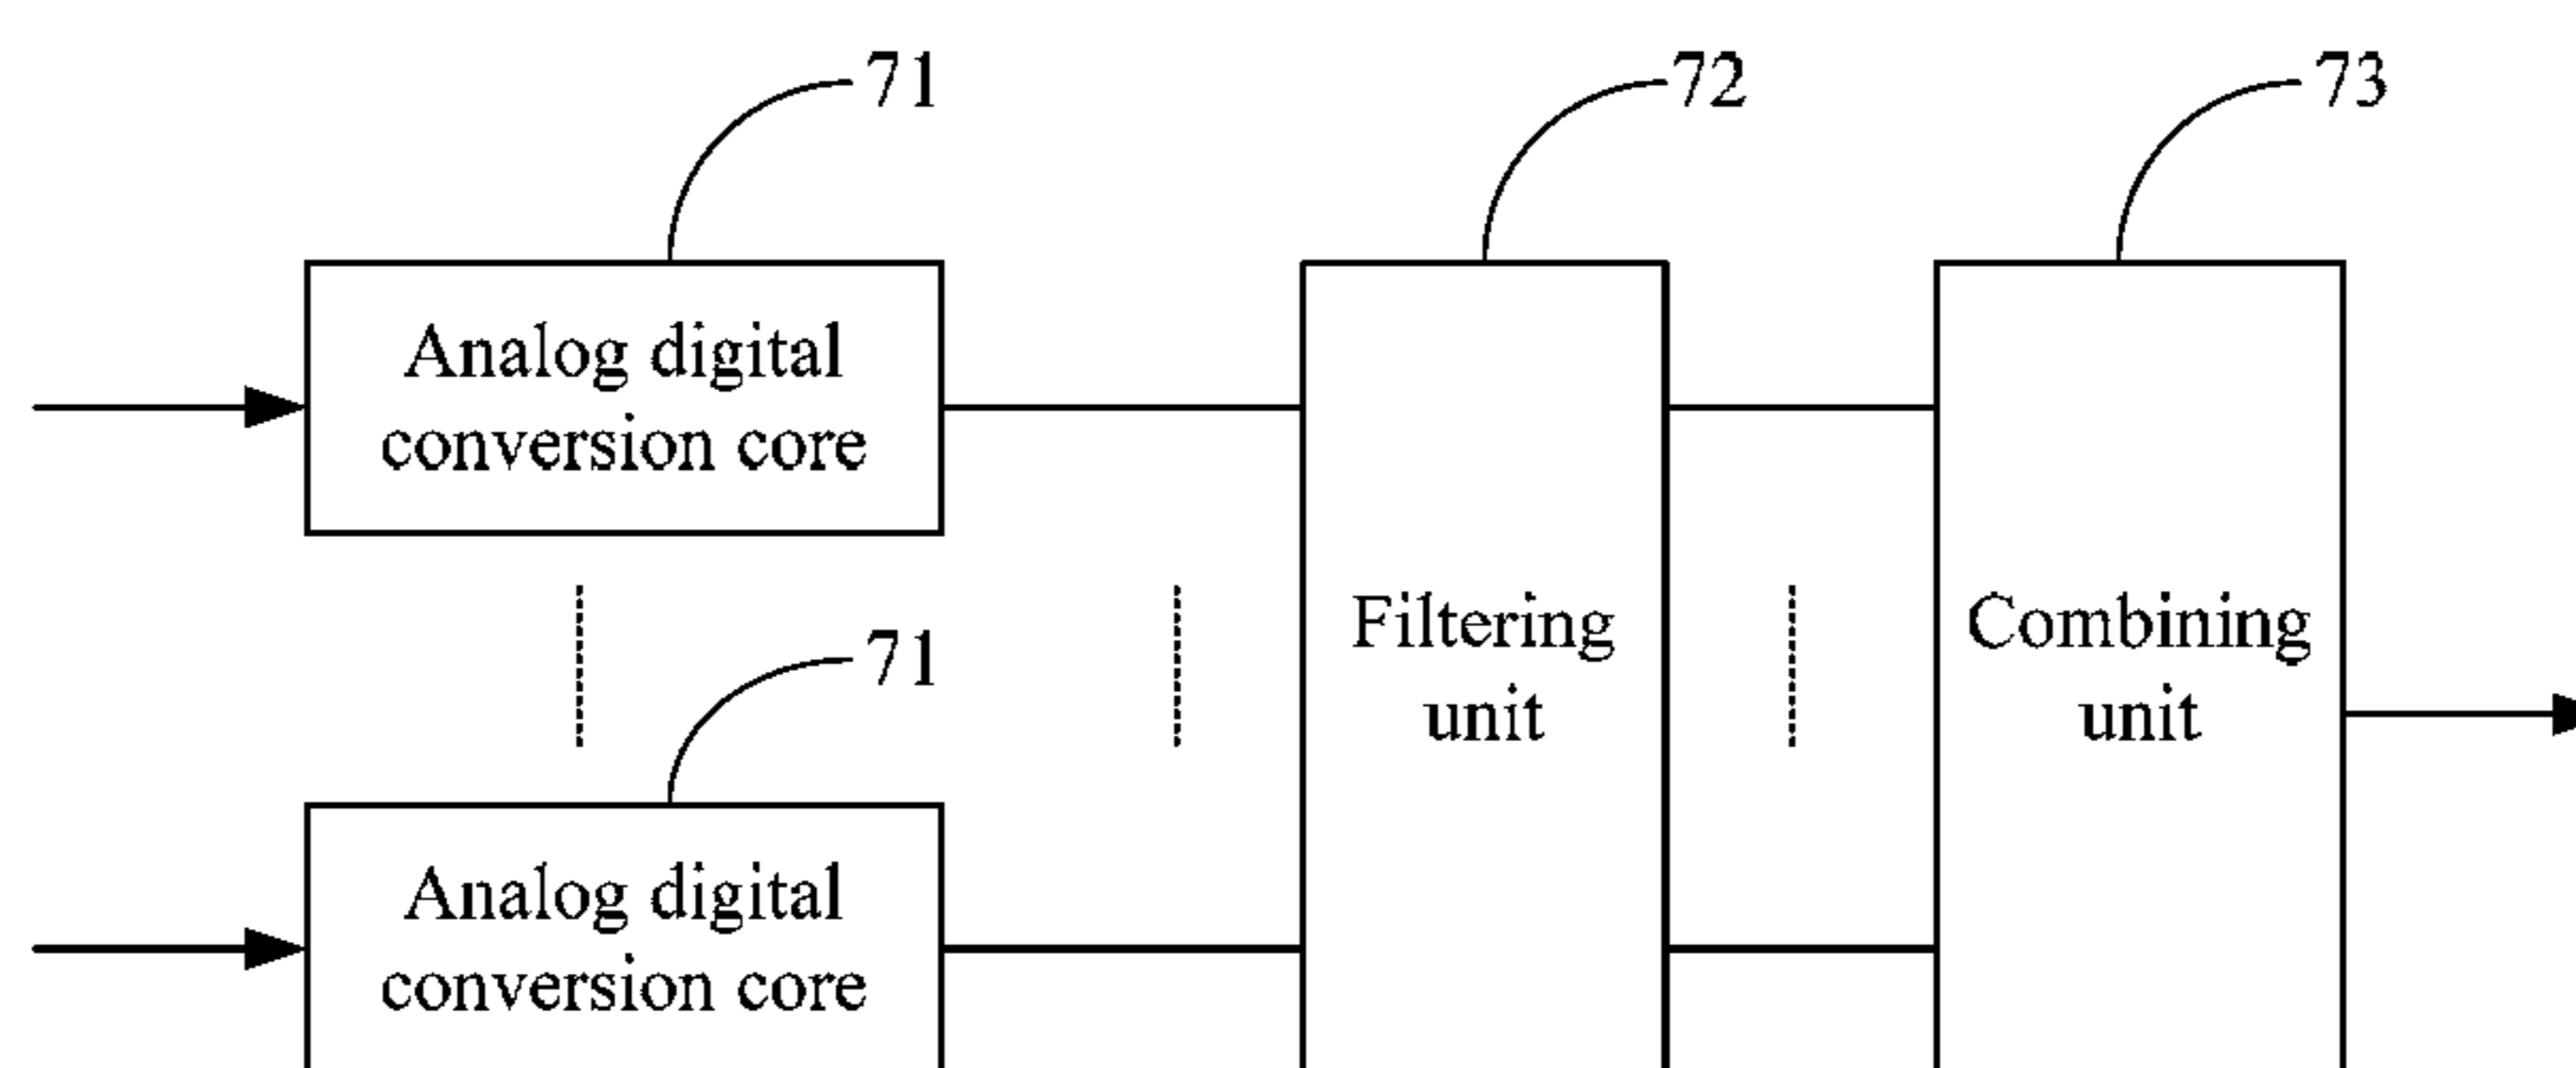 71
72
73
Analog digital
conversion core
Filtering
unit
Combining
unit
71
Analog digital
conversion core